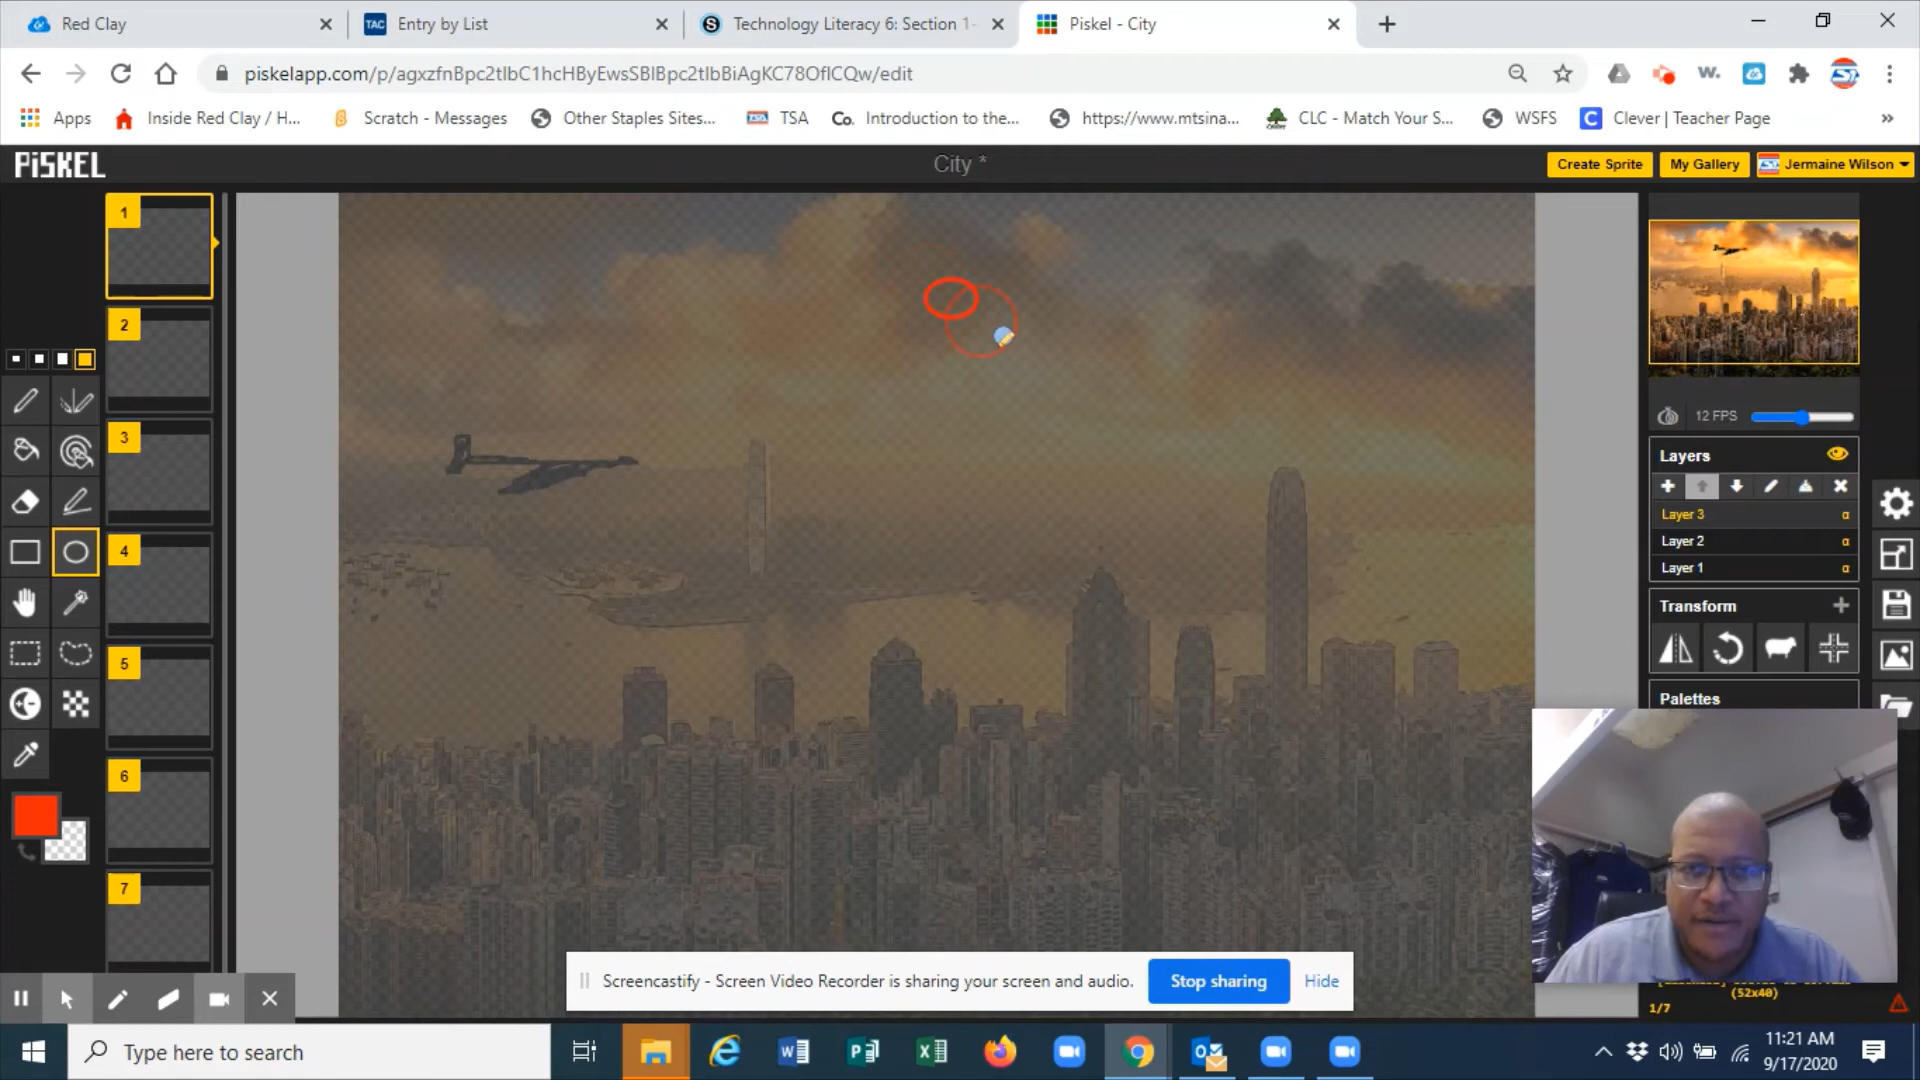 Red Clay
TAC Entry by List
S Technology Literacy 6: Section 1-
Piskel - City
piskelapp.com/p/agxzfnBpc2tlbC1hcHByEwsSBlBpc2tlbBiAgKC78OflCQw/edit
Apps
Inside Red Clay / H...
Scratch - Messages
Other Staples Sites...
TSA
Co. Introduction to the...
https://www.mtsina...
CLC - Match Your S...
WSFS
C Clever | Teacher Page
»
PiSKEL
City *
Create Sprite
My Gallery
Jermaine Wilson
1
2
3
4
5
6
7
12 FPS
Layers
Layer 3 α
Layer 2 α
Layer 1 α
Transform
Palettes
(52x40)
1/7
Screencastify - Screen Video Recorder is sharing your screen and audio.
Stop sharing
Hide
Type here to search
11:21 AM
9/17/2020